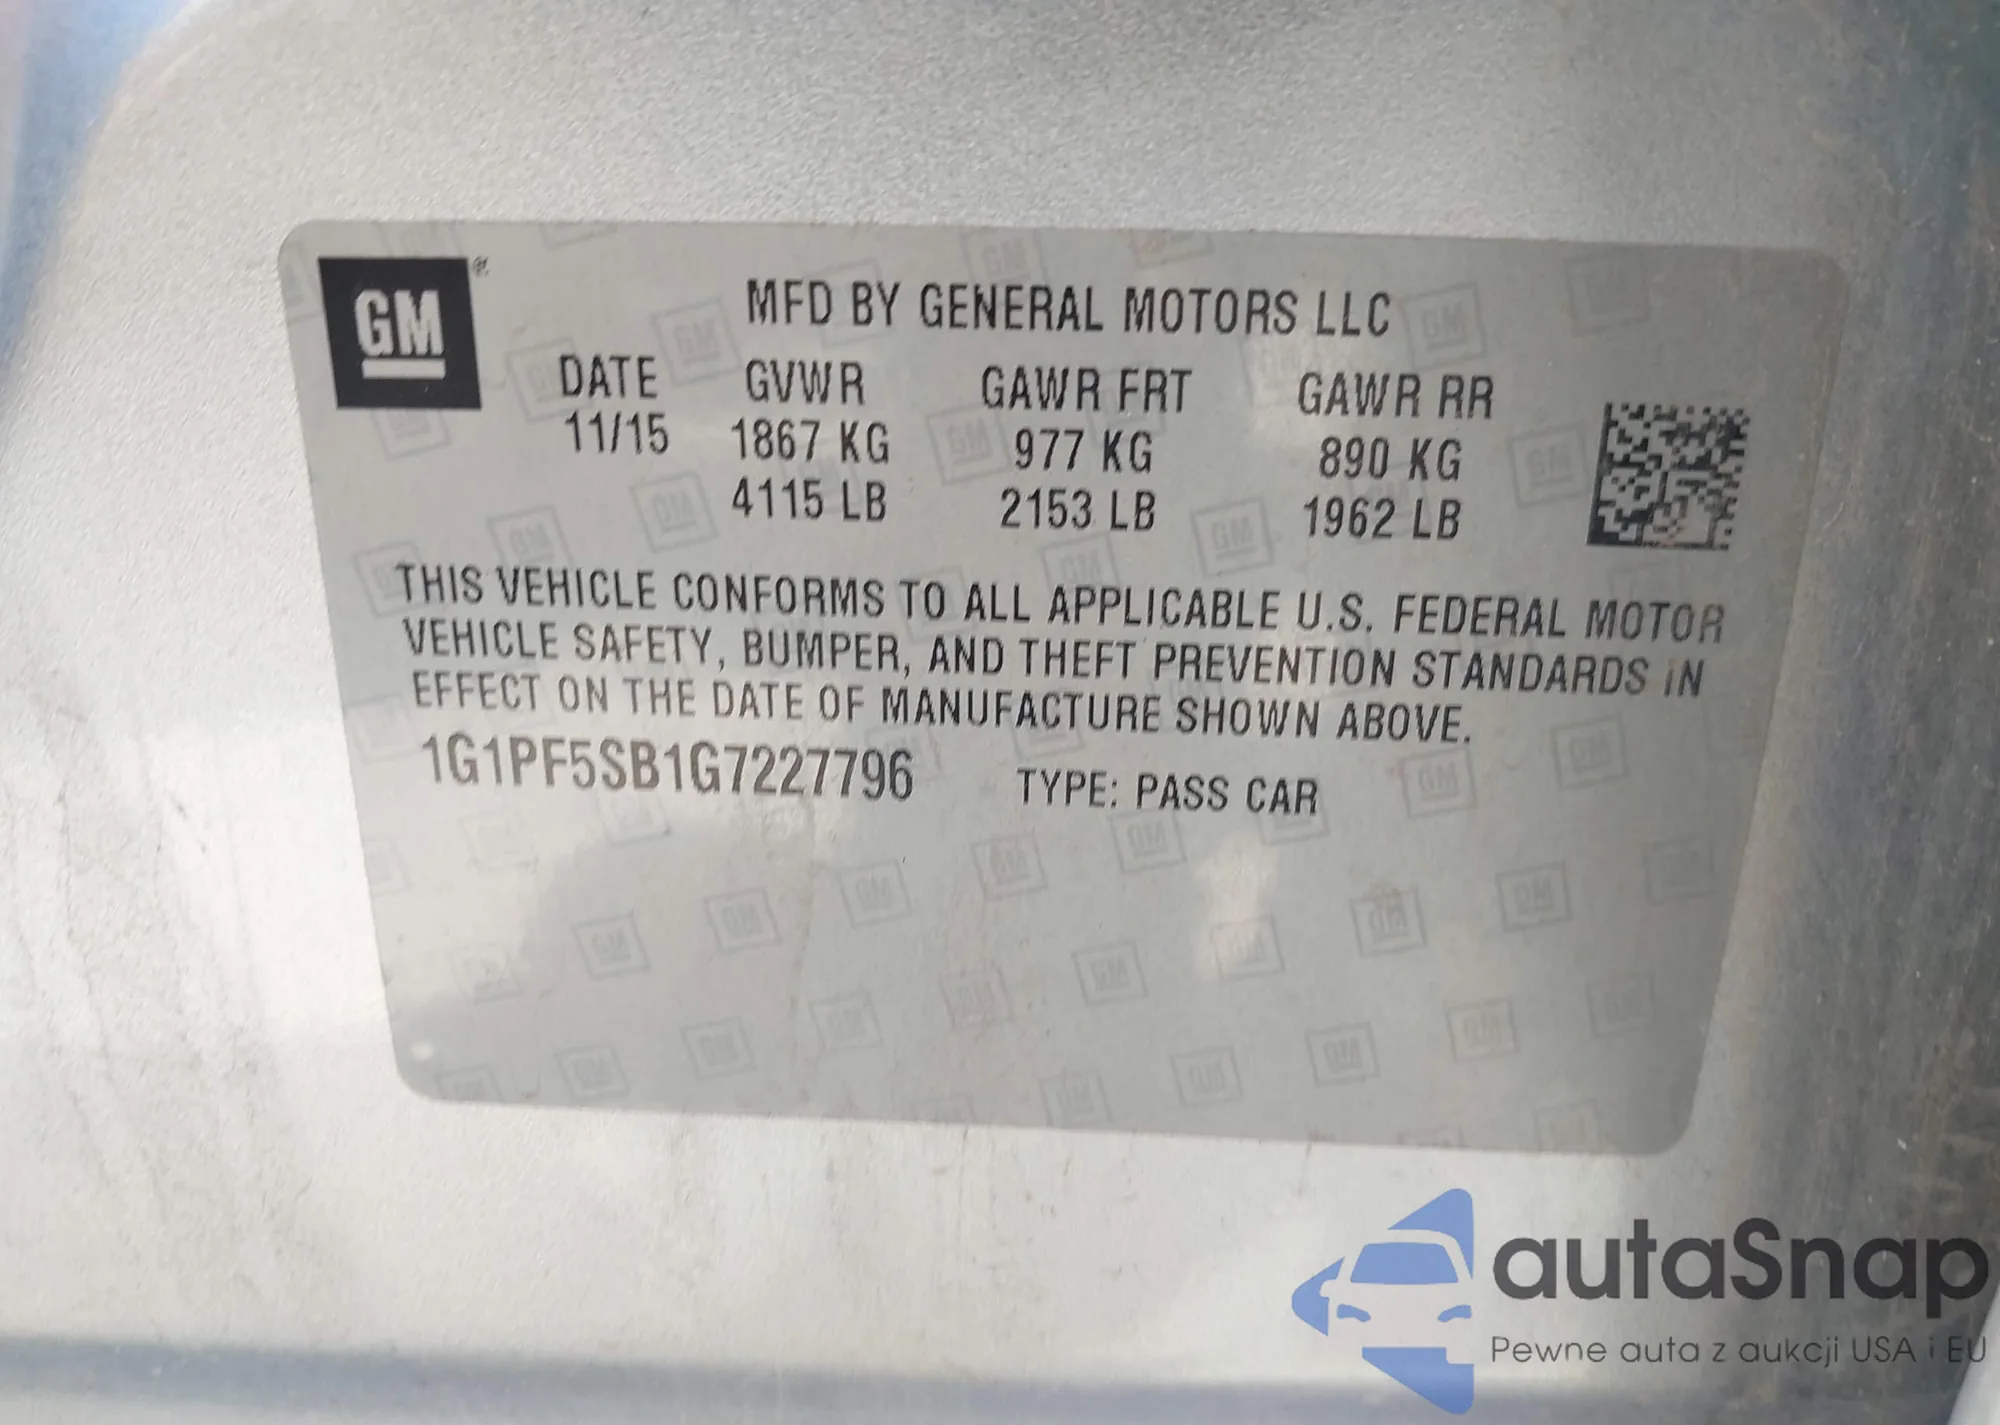 GM ®
MFD BY GENERAL MOTORS LLC
DATE GVWR GAWR FRT GAWR RR
11/15 1867 KG 977 KG 890 KG
4115 LB 2153 LB 1962 LB
THIS VEHICLE CONFORMS TO ALL APPLICABLE U.S. FEDERAL MOTOR
VEHICLE SAFETY, BUMPER, AND THEFT PREVENTION STANDARDS IN
EFFECT ON THE DATE OF MANUFACTURE SHOWN ABOVE.
1G1PF5SB1G7227796 TYPE: PASS CAR
autaSnap
Pewne auta z aukcji USA i EU